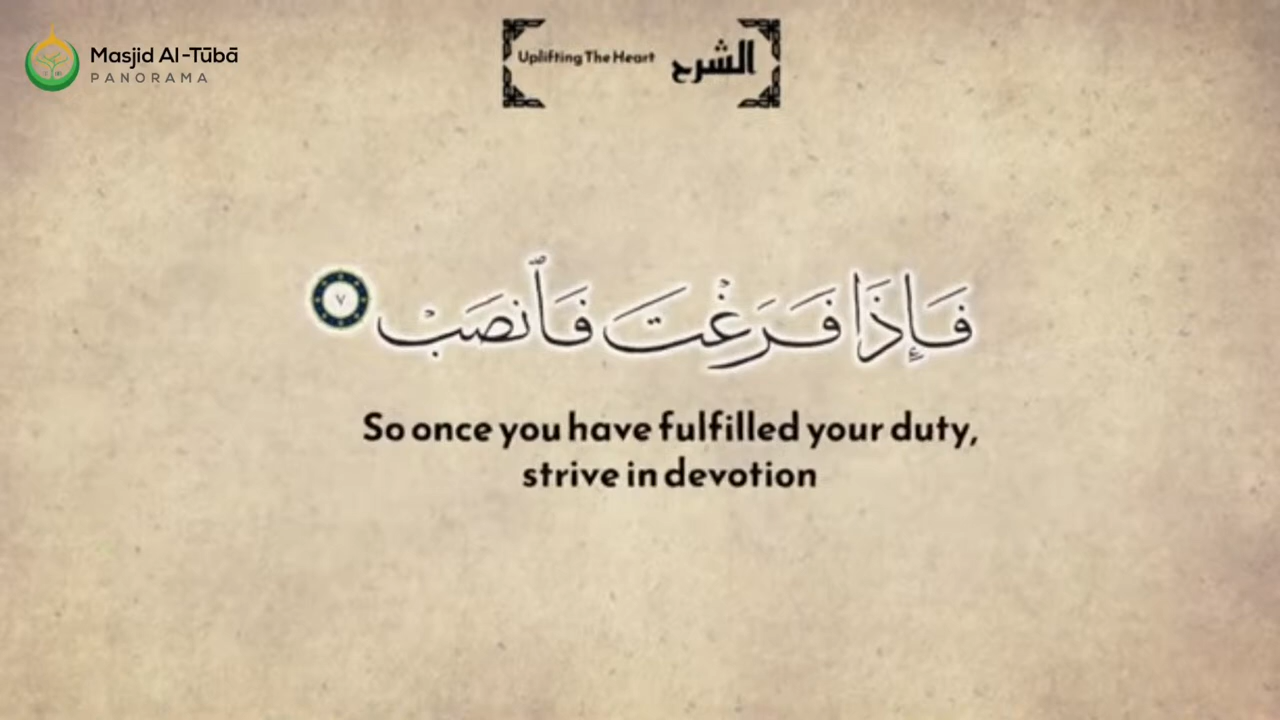 Masjid Al-Tūbā
PANORAMA
Uplifting The Heart الشرح
فَإِذَا فَرَغْتَ فَٱنصَبْ ٧
So once you have fulfilled your duty,
strive in devotion